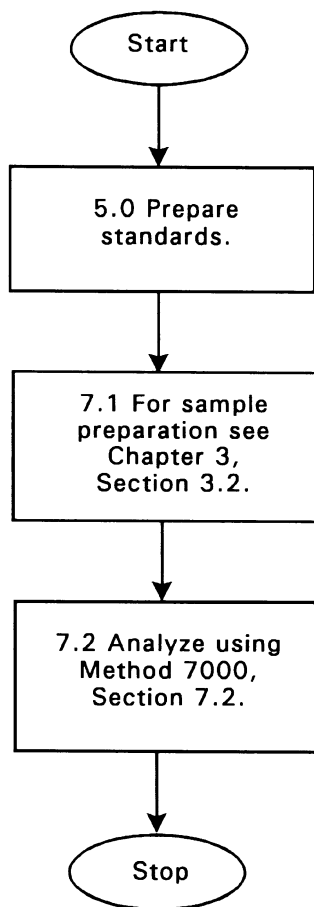 Start
5.0 Prepare
standards.
7.1 For sample
preparation see
Chapter 3,
Section 3.2.
7.2 Analyze using
Method 7000,
Section 7.2.
Stop